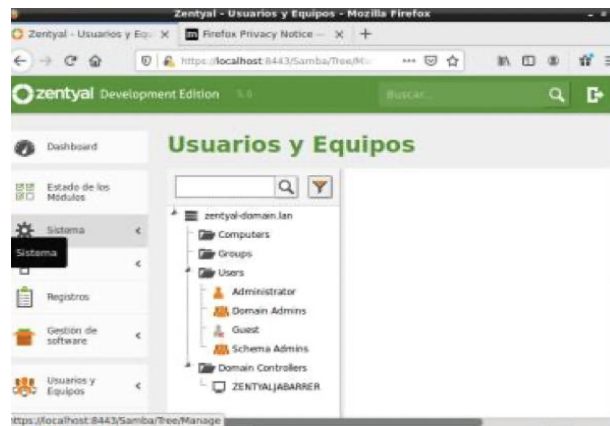 Zentyal - Usuarios y Equipos - Mozilla Firefox
Zentyal - Usuarios y Eq
Firefox Privacy Notice —
https://localhost:8443/Samba/Tree/M
zentyal Development Edition
Buscar...
Dashboard
Usuarios y Equipos
Estado de los
Módulos
Sistema
Sistema
Registros
Gestión de
software
Usuarios y
Equipos
zentyal-domain.lan
Computers
Groups
Users
Administrator
Domain Admins
Guest
Schema Admins
Domain Controllers
ZENTYALJABARRER
https://localhost:8443/Samba/Tree/Manage